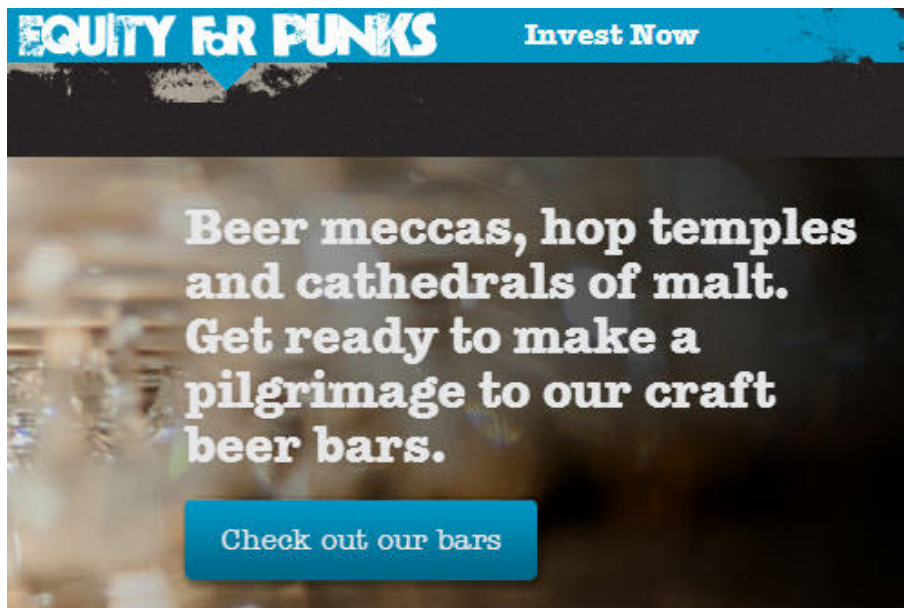 EQUITY FoR PUNKS Invest Now
Beer meccas, hop temples
and cathedrals of malt.
Get ready to make a
pilgrimage to our craft
beer bars.
Check out our bars